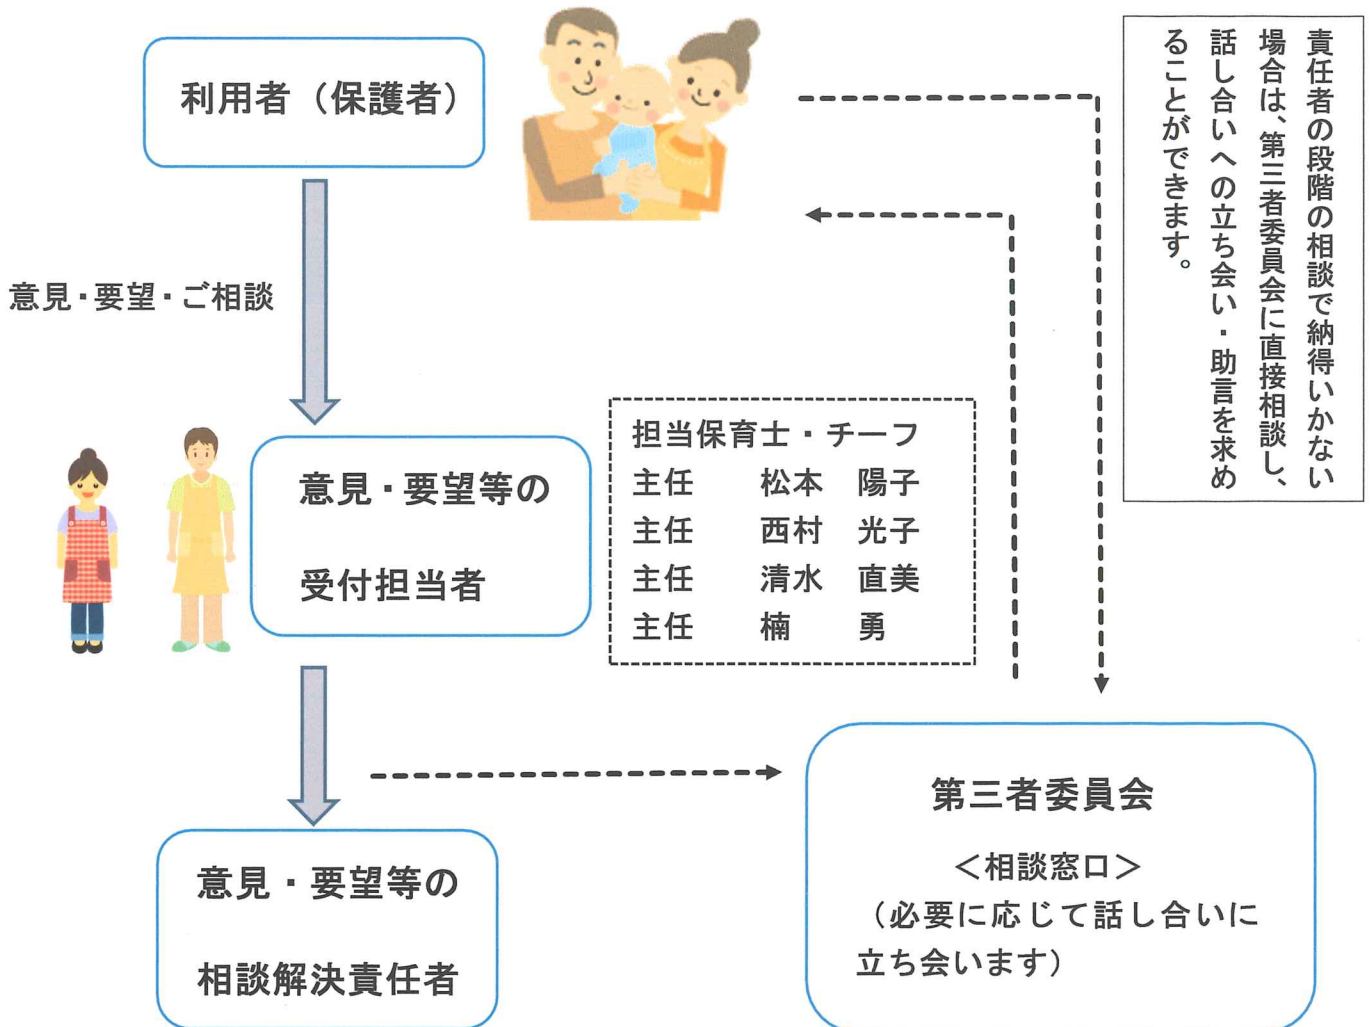 利用者（保護者）
責任者の段階の相談で納得いかない
場合は、第三者委員会に直接相談し、
話し合いへの立ち会い・助言を求め
ることができます。
意見・要望・ご相談
意見・要望等の
受付担当者
担当保育士・チーフ
主任　松本　陽子
主任　西村　光子
主任　清水　直美
主任　楠　勇
意見・要望等の
相談解決責任者
第三者委員会
＜相談窓口＞
（必要に応じて話し合いに
立ち会います）